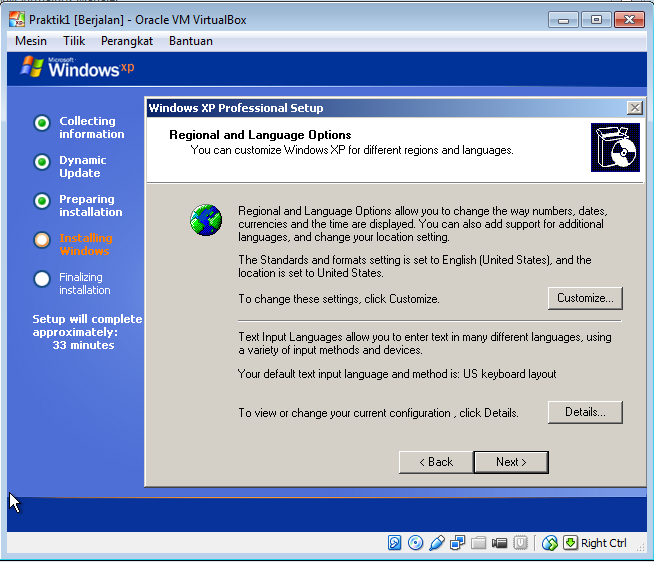 Praktik1 [Berjalan] - Oracle VM VirtualBox
Mesin Tilik Perangkat Bantuan
Microsoft
Windows xp
Collecting
information
Dynamic
Update
Preparing
installation
Installing
Windows
Finalizing
installation
Setup will complete
approximately:
33 minutes
Windows XP Professional Setup
Regional and Language Options
You can customize Windows XP for different regions and languages.
Regional and Language Options allow you to change the way numbers, dates,
currencies and the time are displayed. You can also add support for additional
languages, and change your location setting.
The Standards and formats setting is set to English (United States), and the
location is set to United States.
To change these settings, click Customize.
Customize...
Text Input Languages allow you to enter text in many different languages, using
a variety of input methods and devices.
Your default text input language and method is: US keyboard layout
To view or change your current configuration , click Details.
Details...
< Back
Next >
Right Ctrl